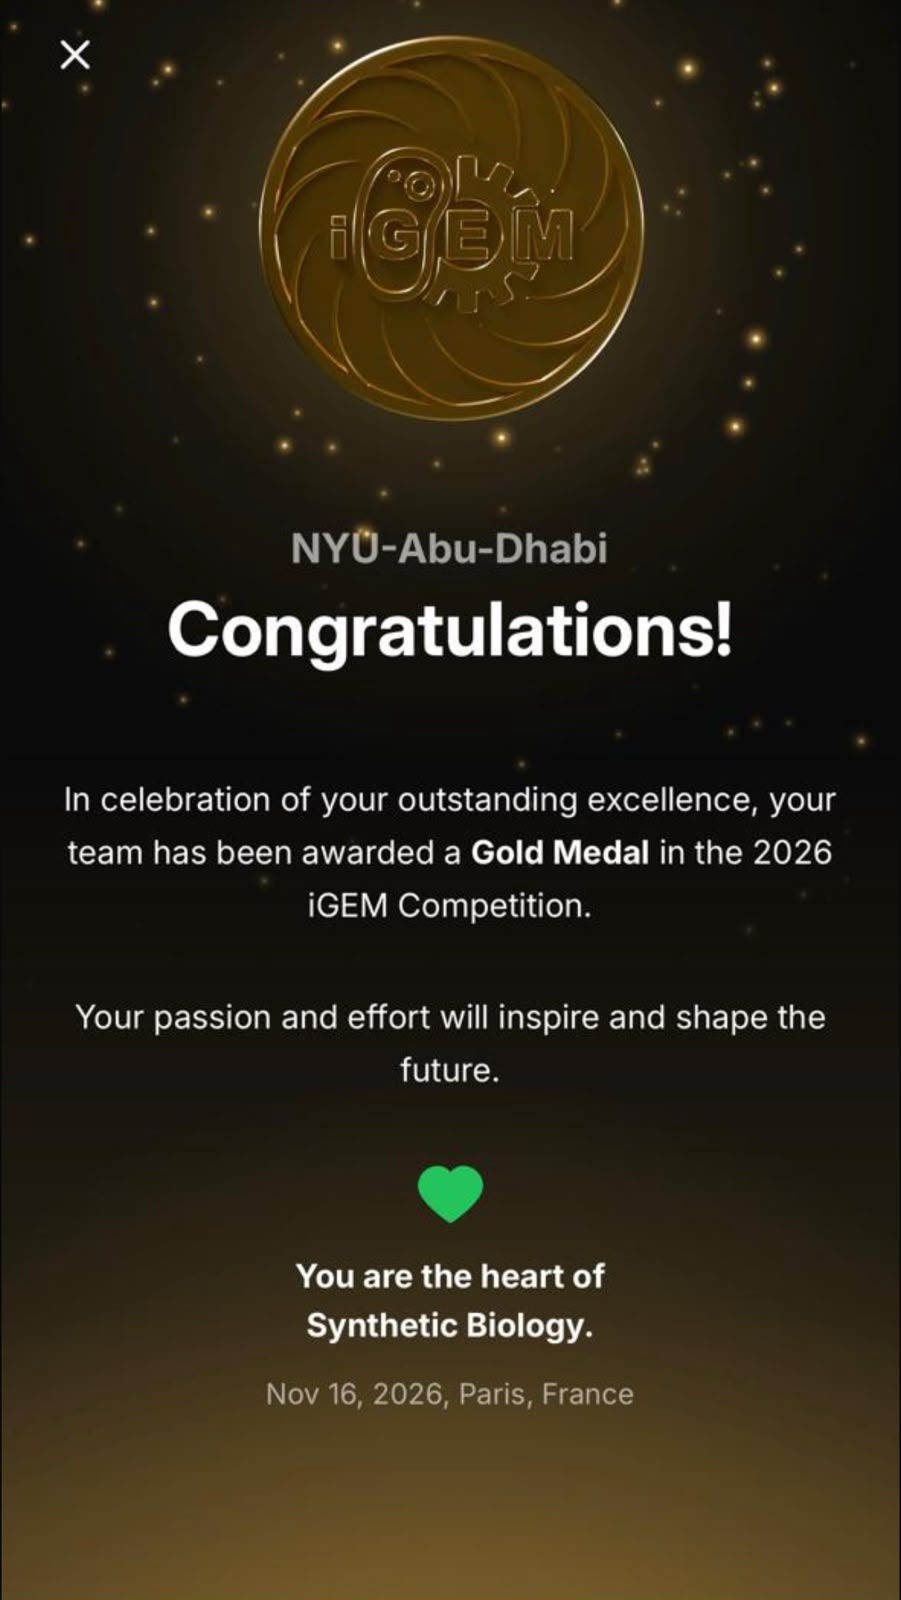 iGEM
NYU-Abu-Dhabi
Congratulations!
In celebration of your outstanding excellence, your
team has been awarded a Gold Medal in the 2026
iGEM Competition.
Your passion and effort will inspire and shape the
future.
You are the heart of
Synthetic Biology.
Nov 16, 2026, Paris, France